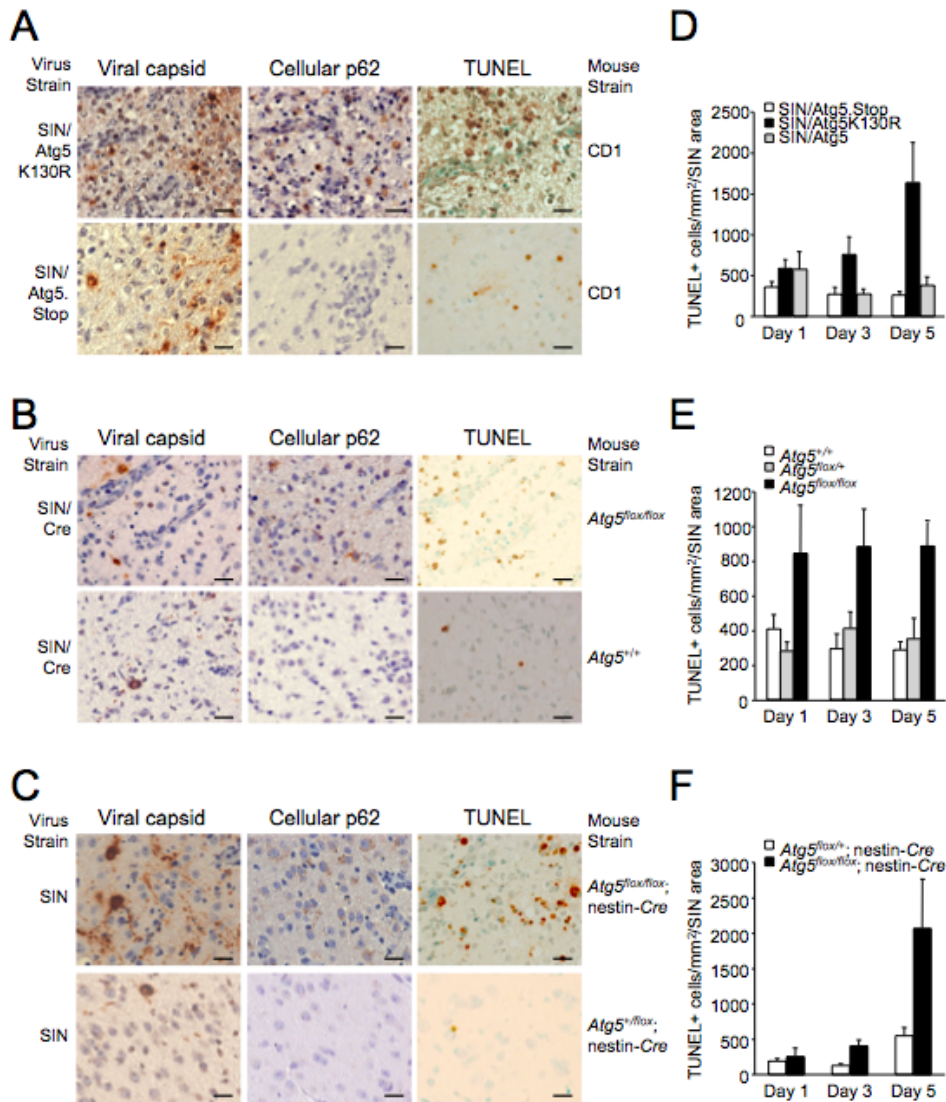 A
Virus Strain
Viral capsid
Cellular p62
TUNEL
Mouse Strain
SIN/
Atg5
K130R
CD1
SIN/
Atg5.
Stop
CD1
B
Virus Strain
Viral capsid
Cellular p62
TUNEL
Mouse Strain
SIN/
Cre
Atg5flox/flox
SIN/
Cre
Atg5+/+
C
Virus Strain
Viral capsid
Cellular p62
TUNEL
Mouse Strain
SIN
Atg5flox/flox;
nestin-Cre
SIN
Atg5+/flox;
nestin-Cre
D
SIN/Atg5.Stop
SIN/Atg5K130R
SIN/Atg5
TUNEL+ cells/mm²/SIN area
2500
2000
1500
1000
500
0
Day 1 Day 3 Day 5
E
Atg5+/+
Atg5flox/+
Atg5flox/flox
TUNEL+ cells/mm²/SIN area
1200
1000
800
600
400
200
0
Day 1 Day 3 Day 5
F
Atg5flox/+; nestin-Cre
Atg5flox/flox; nestin-Cre
TUNEL+ cells/mm²/SIN area
3000
2500
2000
1500
1000
500
0
Day 1 Day 3 Day 5